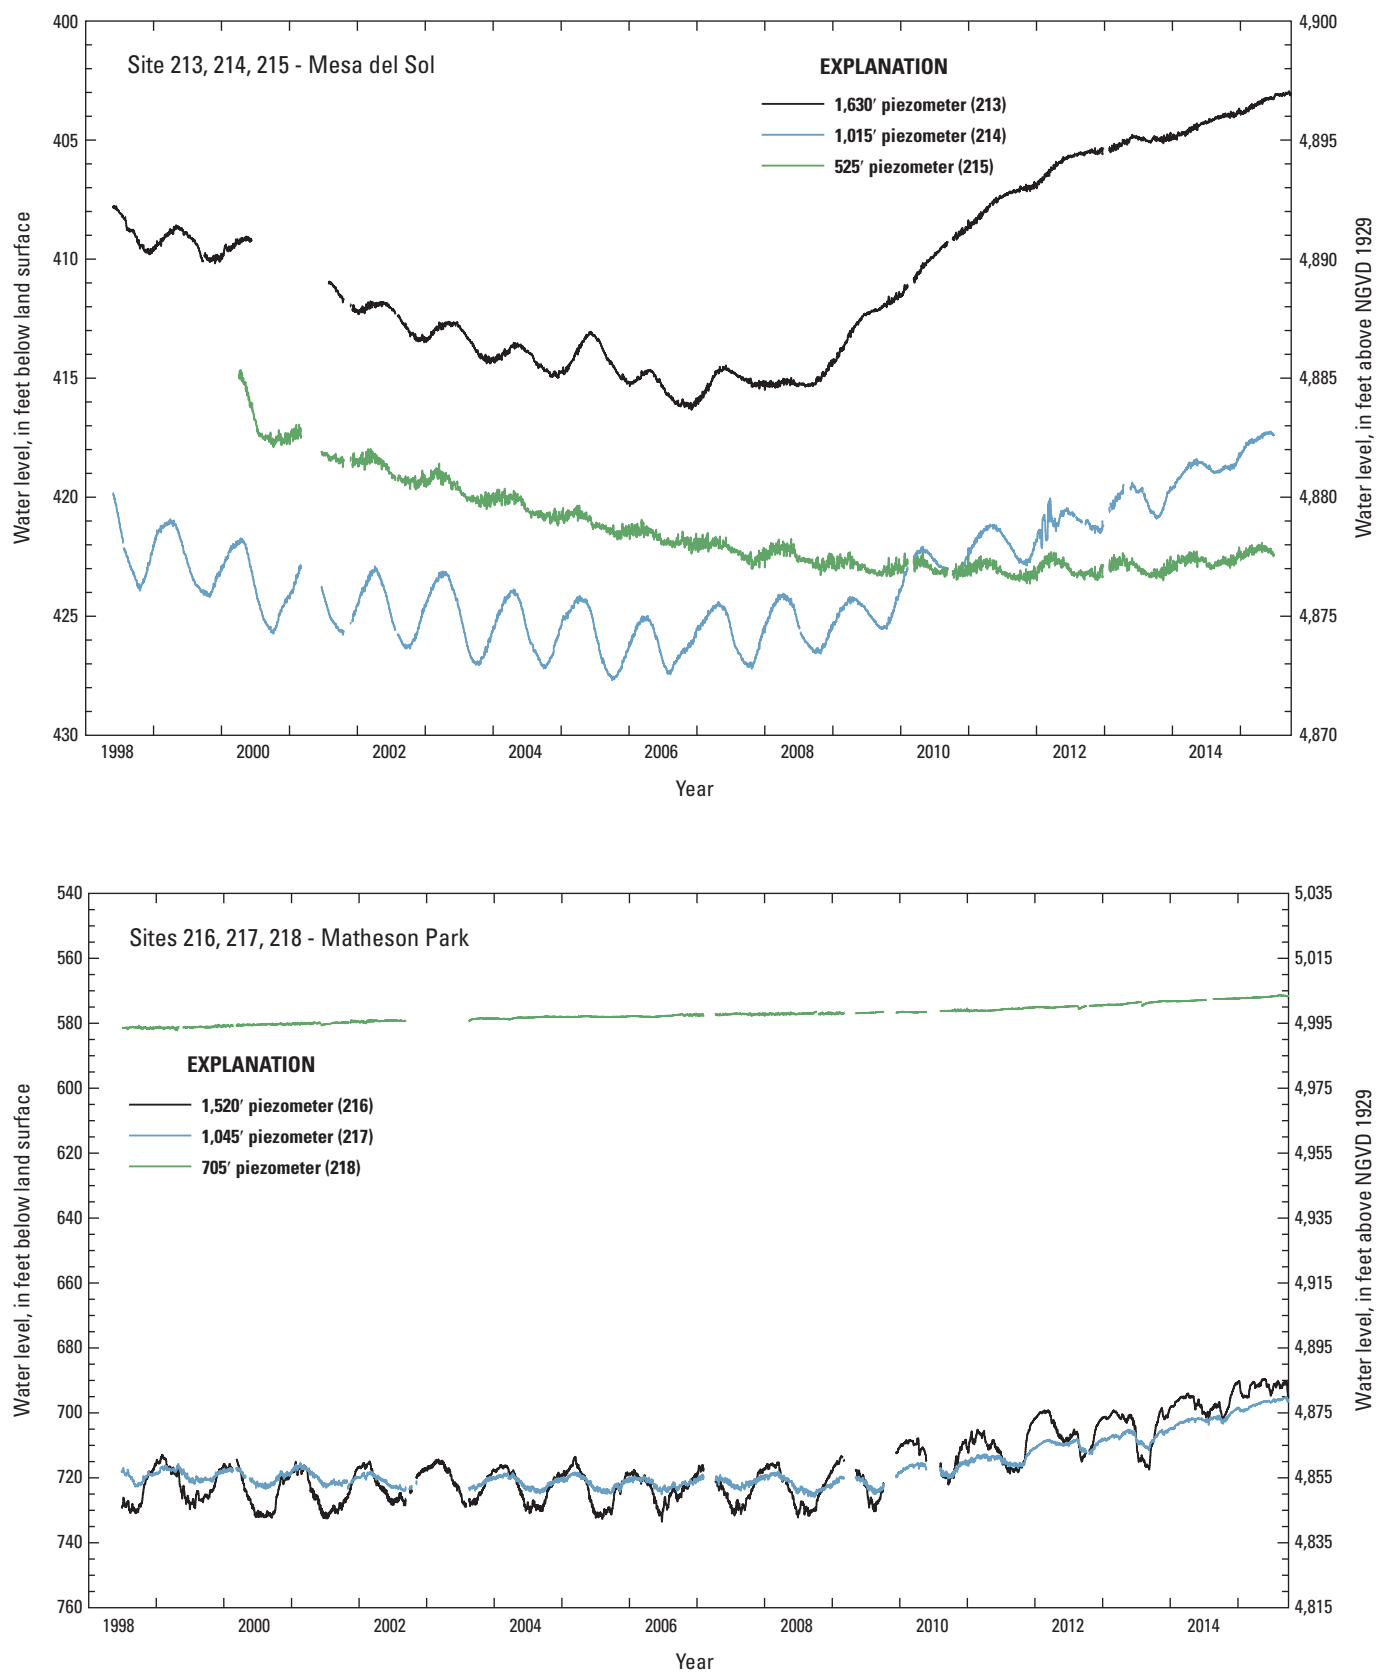 Site 213, 214, 215 - Mesa del Sol
EXPLANATION
1,630′ piezometer (213)
1,015′ piezometer (214)
525′ piezometer (215)
Water level, in feet below land surface
400
405
410
415
420
425
430
Water level, in feet above NGVD 1929
4,900
4,895
4,890
4,885
4,880
4,875
4,870
1998 2000 2002 2004 2006 2008 2010 2012 2014
Year
Sites 216, 217, 218 - Matheson Park
EXPLANATION
1,520′ piezometer (216)
1,045′ piezometer (217)
705′ piezometer (218)
Water level, in feet below land surface
540
560
580
600
620
640
660
680
700
720
740
760
Water level, in feet above NGVD 1929
5,035
5,015
4,995
4,975
4,955
4,935
4,915
4,895
4,875
4,855
4,835
4,815
1998 2000 2002 2004 2006 2008 2010 2012 2014
Year